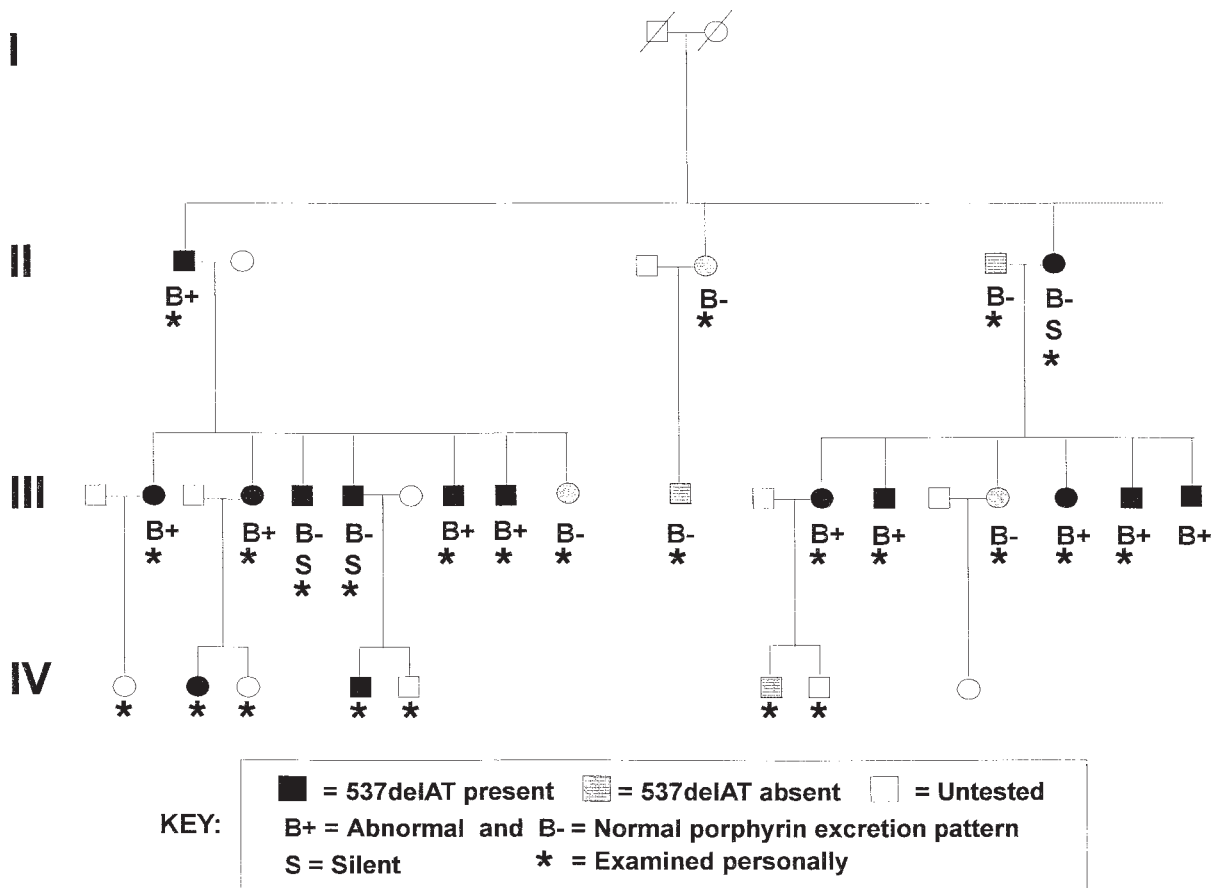 I
II
B+ B- B- B-
* * * S
*
III
B+ B+ B- B- B+ B+ B- B- B+ B+ B- B+ B+ B+
* * S S * * * * * * * * *
* *
IV
* * * * * * *
= 537delAT present = 537delAT absent = Untested
KEY: B+ = Abnormal and B- = Normal porphyrin excretion pattern
S = Silent * = Examined personally